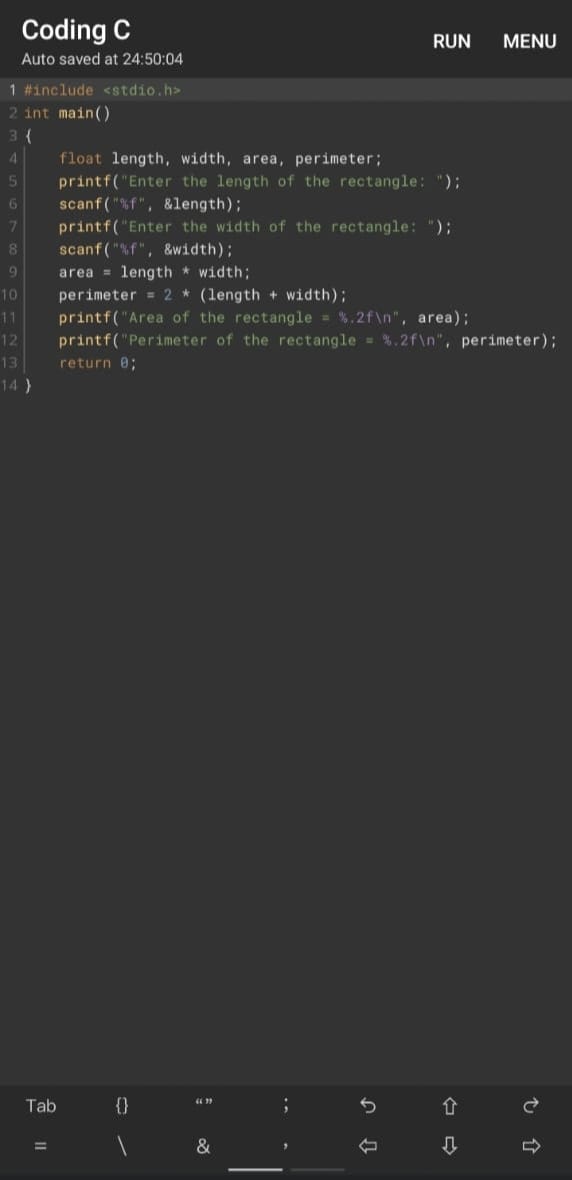 Coding C
RUN MENU
Auto saved at 24:50:04
1 #include <stdio.h>
2 int main()
3 {
4 float length, width, area, perimeter;
5 printf("Enter the length of the rectangle: ");
6 scanf("%f", &length);
7 printf("Enter the width of the rectangle: ");
8 scanf("%f", &width);
9 area = length * width;
10 perimeter = 2 * (length + width);
11 printf("Area of the rectangle = %.2f\n", area);
12 printf("Perimeter of the rectangle = %.2f\n", perimeter);
13 return 0;
14 }
Tab {} “” ;
= \ & ,